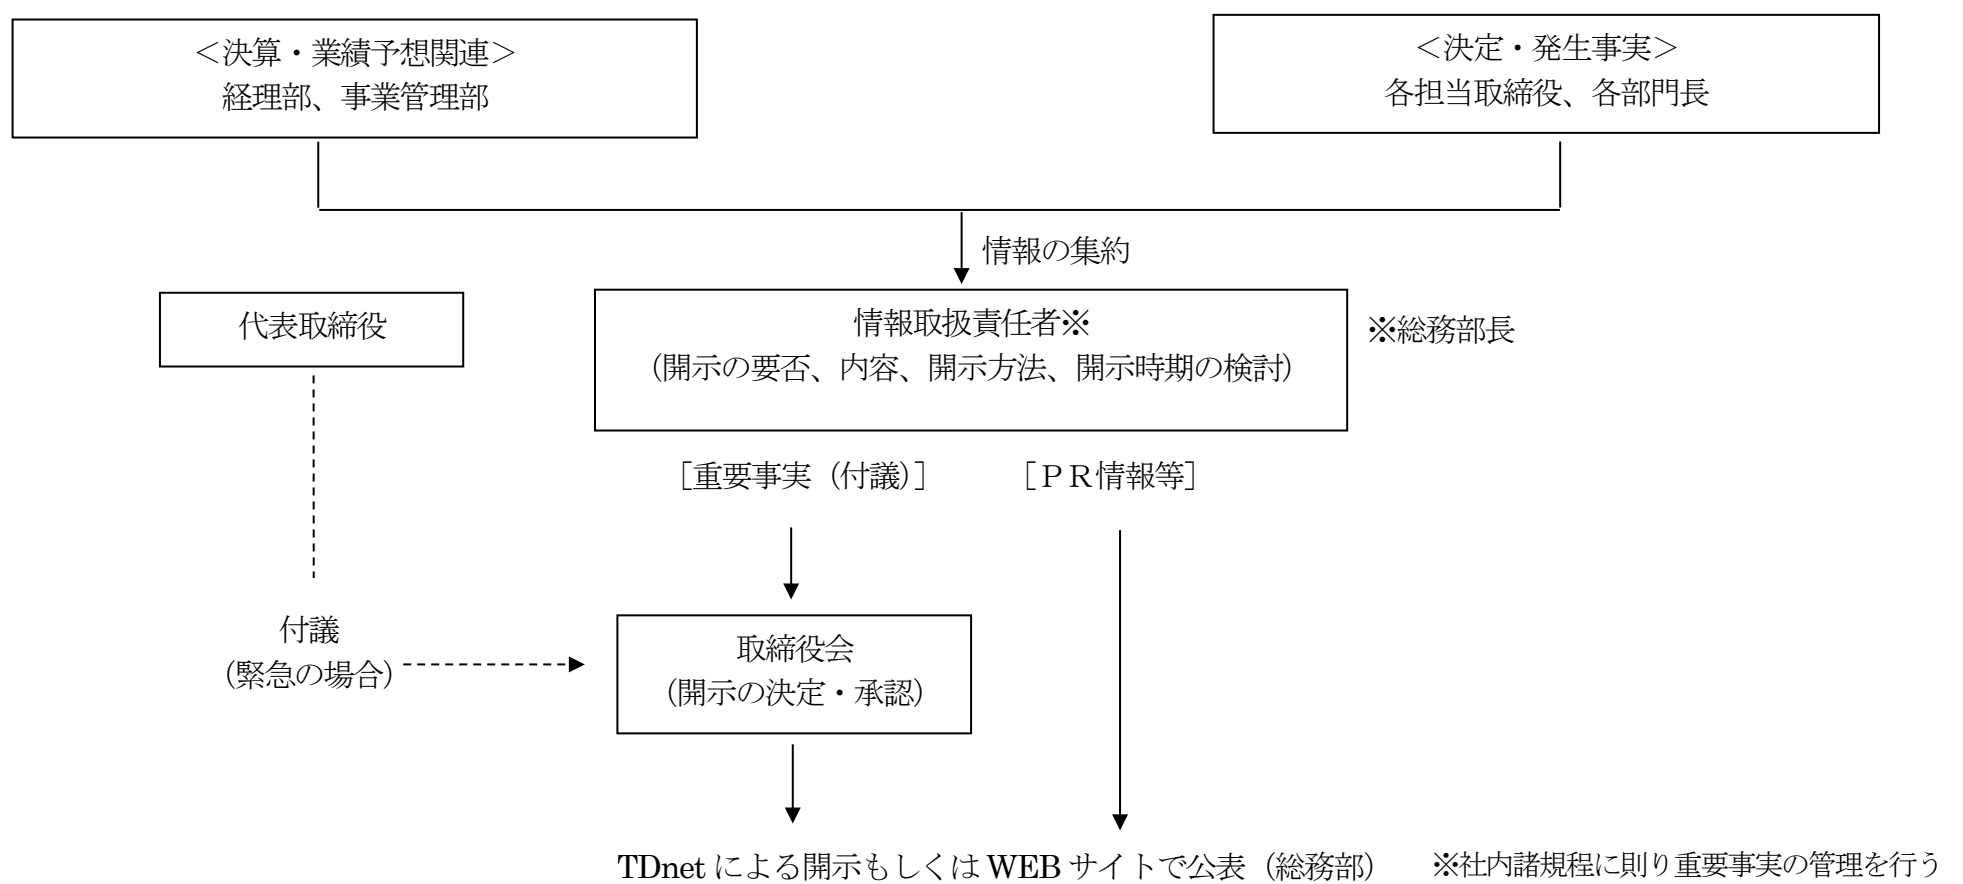 ＜決算・業績予想関連＞
経理部、事業管理部
＜決定・発生事実＞
各担当取締役、各部門長
情報の集約
代表取締役
情報取扱責任者※
（開示の要否、内容、開示方法、開示時期の検討）
※総務部長
［重要事実（付議）］
［ＰＲ情報等］
付議
（緊急の場合）
取締役会
（開示の決定・承認）
TDnet による開示もしくは WEB サイトで公表（総務部）
※社内諸規程に則り重要事実の管理を行う